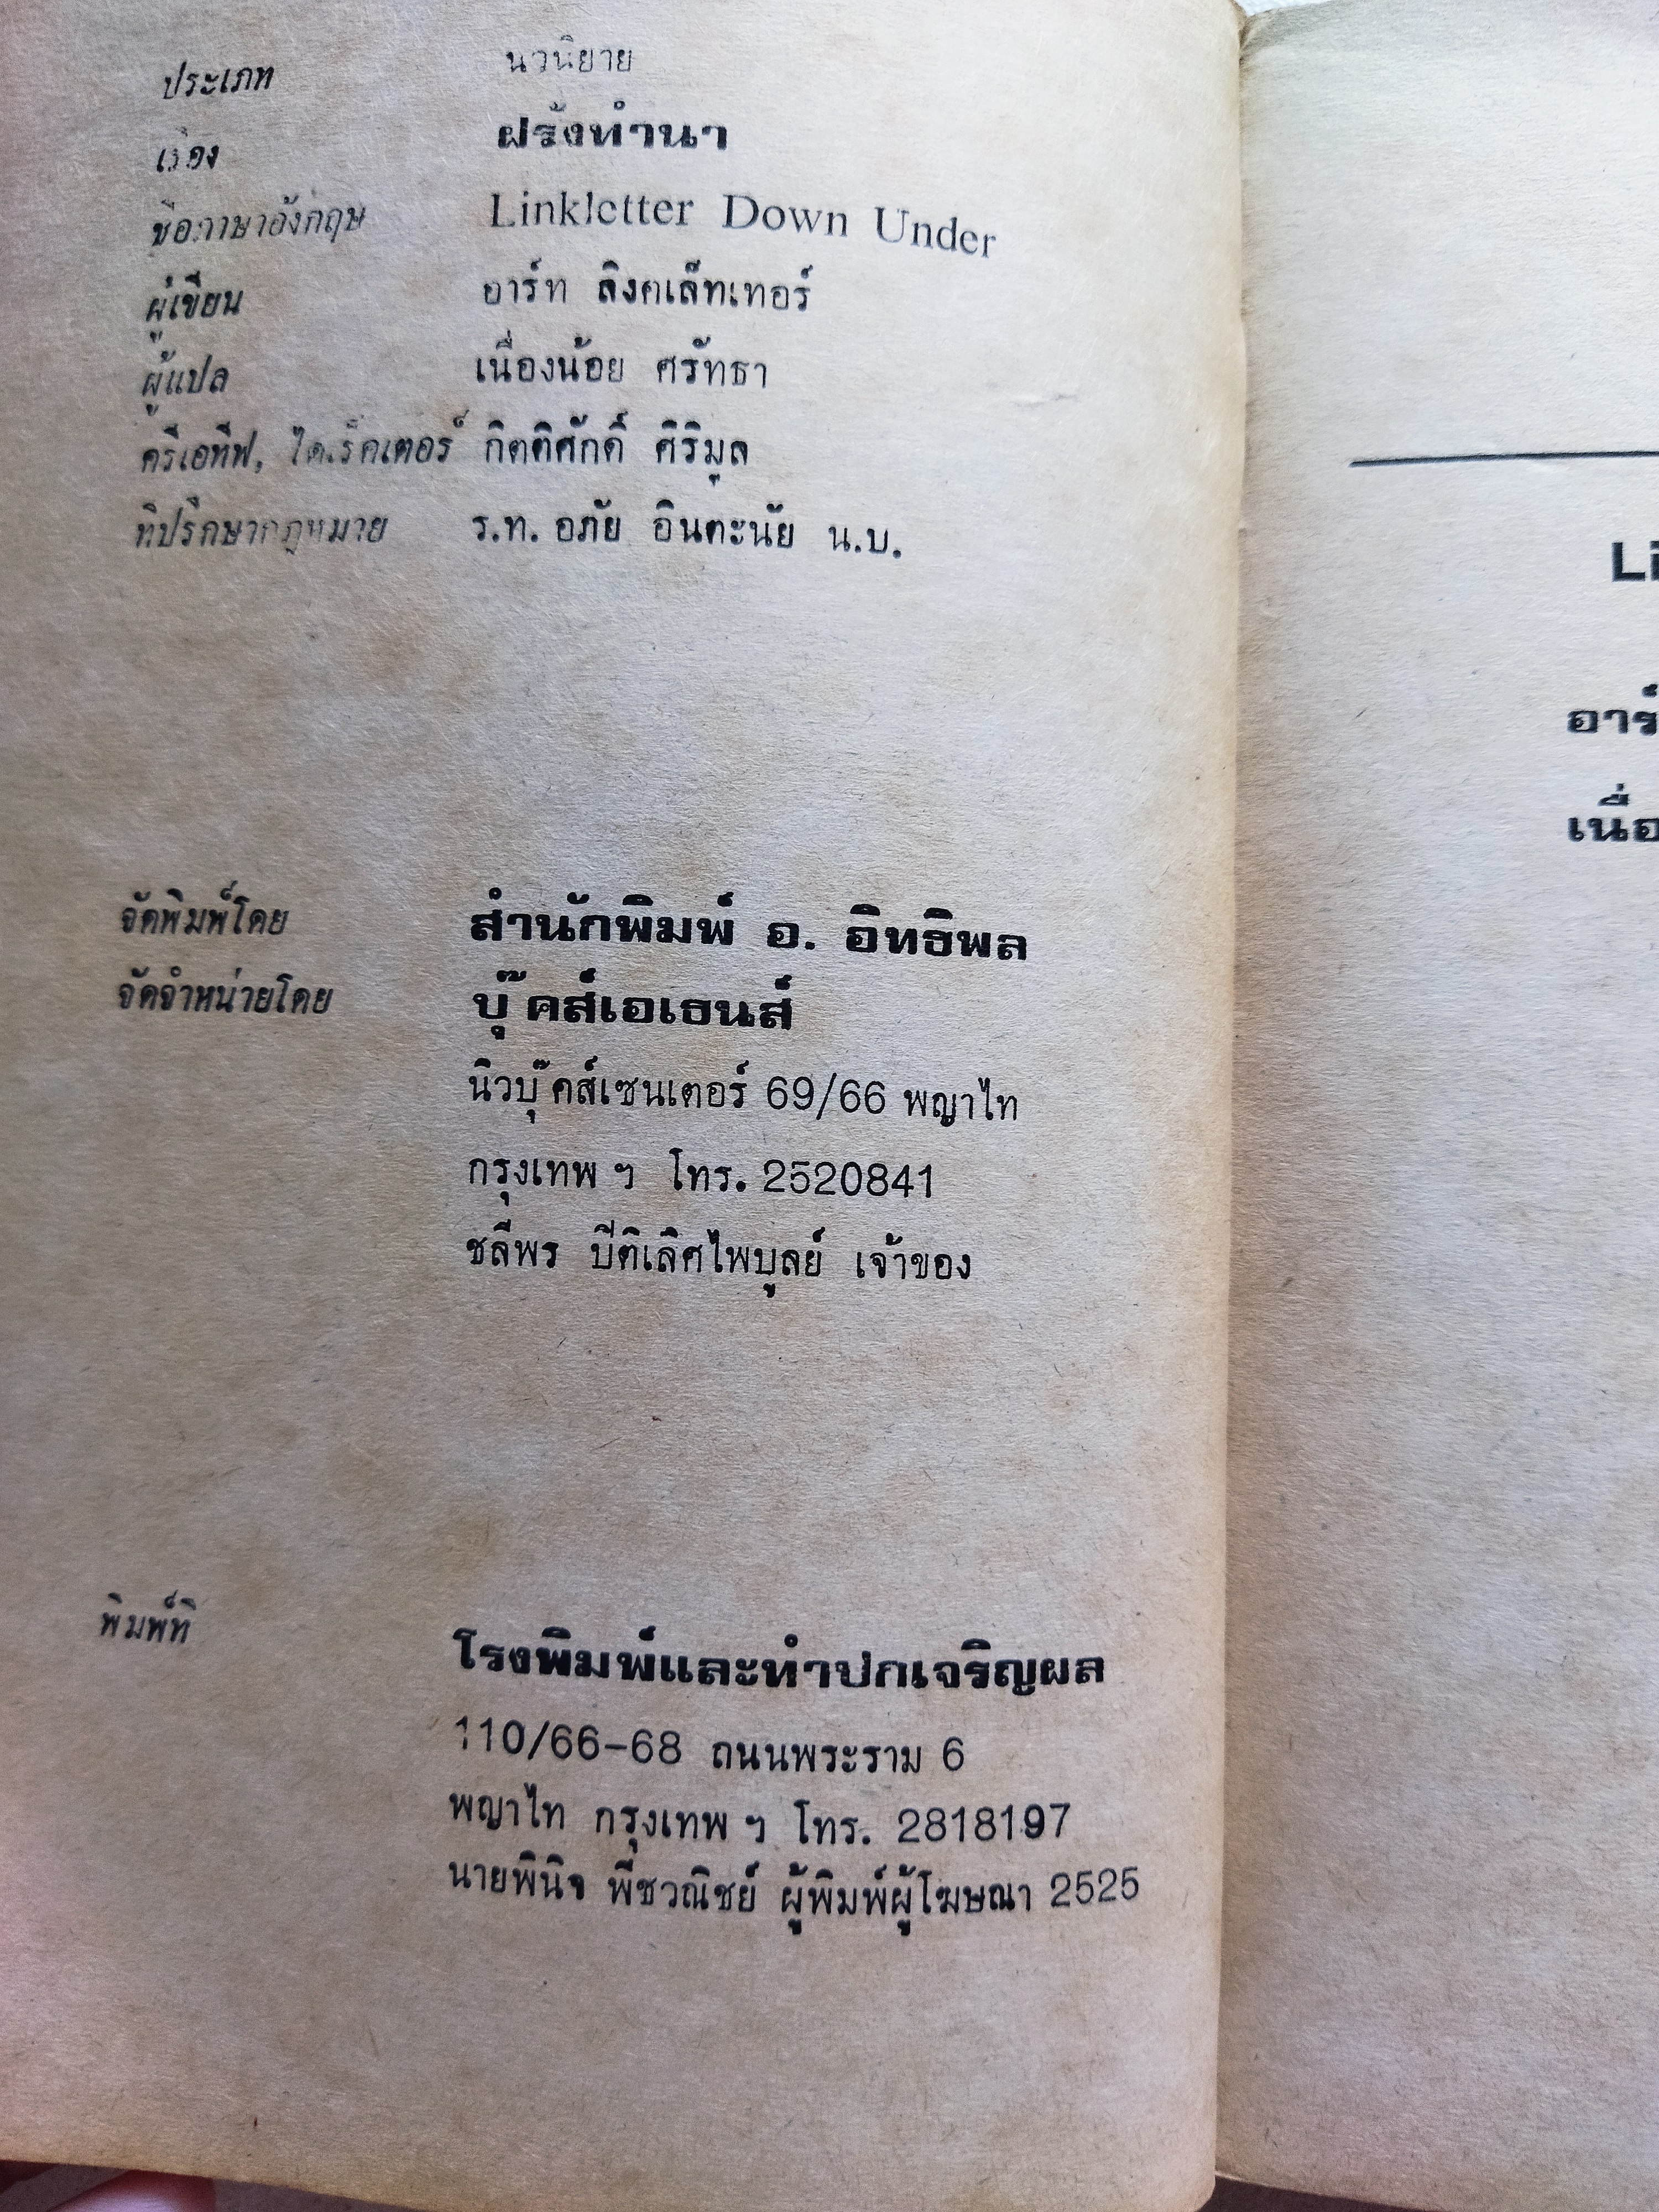 ประเภท นวนิยาย
เรื่อง ฝรั่งทำนา
ชื่อภาษาอังกฤษ Linkletter Down Under
ผู้เขียน อาร์ท ลิงคเล็ทเทอร์
ผู้แปล เนื่องน้อย ศรัทธา
ครีเอทีฟ, ไดเร็คเตอร์ กิตติศักดิ์ ศิริมูล
ที่ปรึกษากฎหมาย ร.ท. อภัย อินตะนัย น.บ.
จัดพิมพ์โดย สำนักพิมพ์ อ. อิทธิพล
จัดจำหน่ายโดย บุ๊คส์เอเธนส์
นิวบุ๊คส์เซนเตอร์ 69/66 พญาไท
กรุงเทพ ฯ โทร. 2520841
ชลีพร ปีติเลิศไพบูลย์ เจ้าของ
พิมพ์ที่ โรงพิมพ์และทำปกเจริญผล
110/66-68 ถนนพระราม 6
พญาไท กรุงเทพ ฯ โทร. 2818197
นายพินิจ พืชวณิชย์ ผู้พิมพ์ผู้โฆษณา 2525
Li
อาร์
เนื่อ